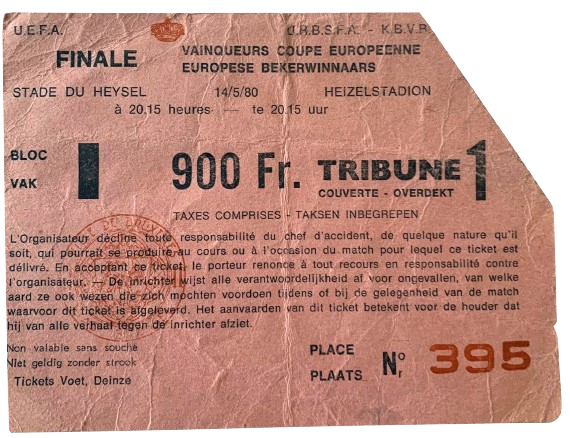 U.E.F.A.
U.R.B.S.F.A. - K.B.V.B.
FINALE
VAINQUEURS COUPE EUROPEENNE
EUROPESE BEKERWINNAARS
STADE DU HEYSEL 14/5/80 HEIZELSTADION
à 20.15 heures — te 20.15 uur
BLOC
VAK
I
900 Fr.
TRIBUNE 1
COUVERTE - OVERDEKT
TAXES COMPRISES - TAKSEN INBEGREPEN
L'Organisateur décline toute responsabilité du chef d'accident, de quelque nature qu'il
soit, qui pourrait se produire au cours ou à l'occasion du match pour lequel ce ticket est
délivré. En acceptant ce ticket, le porteur renonce à tout recours en responsabilité contre
l'organisateur. — De inrichter wijst alle verantwoordelijkheid af voor ongevallen, van welke
aard ze ook wezen die zich mochten voordoen tijdens of bij de gelegenheid van de match
waarvoor dit ticket is afgeleverd. Het aanvaarden van dit ticket betekent voor de houder dat
hij van alle verhaal tegen de inrichter afziet.
Non valable sans souche
Niet geldig zonder strook
Tickets Voet, Deinze
PLACE
PLAATS
Nor 395